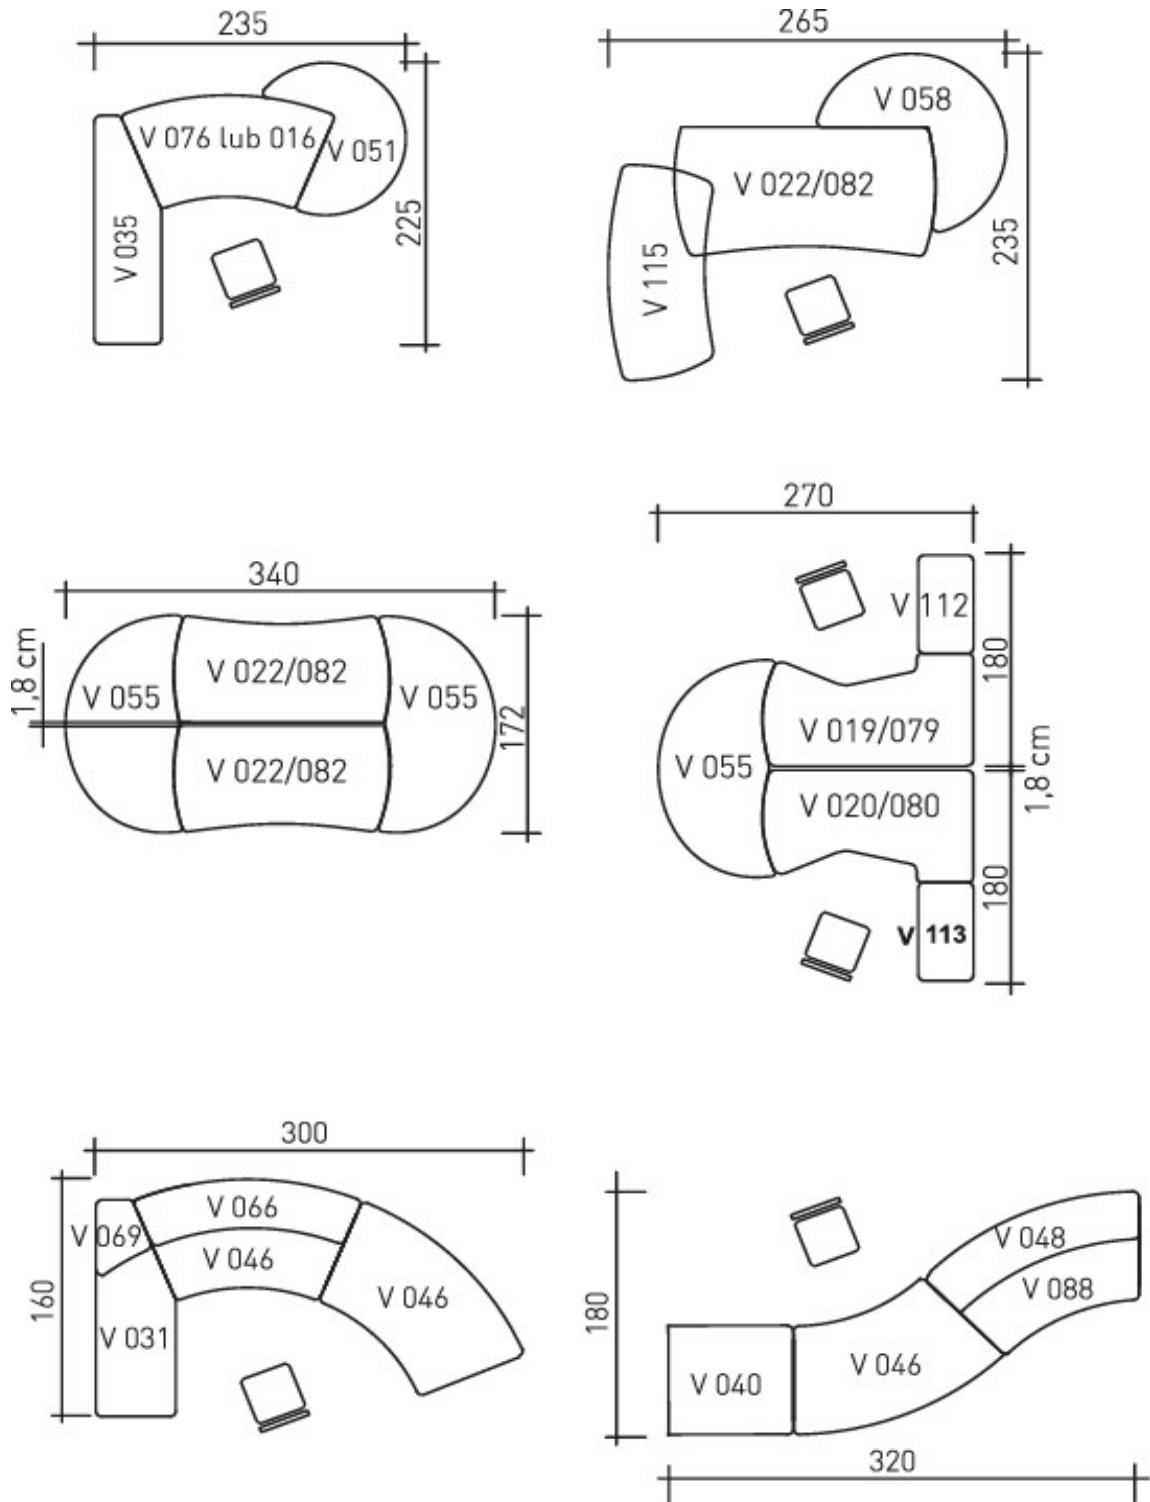 235
V 076 lub 016
V 051
V 035
225
265
V 058
V 022/082
V 115
235
340
1,8 cm
V 055
V 022/082
V 055
V 022/082
172
270
V 112
180
V 019/079
V 055
V 020/080
1,8 cm
180
V 113
300
V 066
V 069
V 046
V 046
160
V 031
180
V 048
V 088
V 046
V 040
320